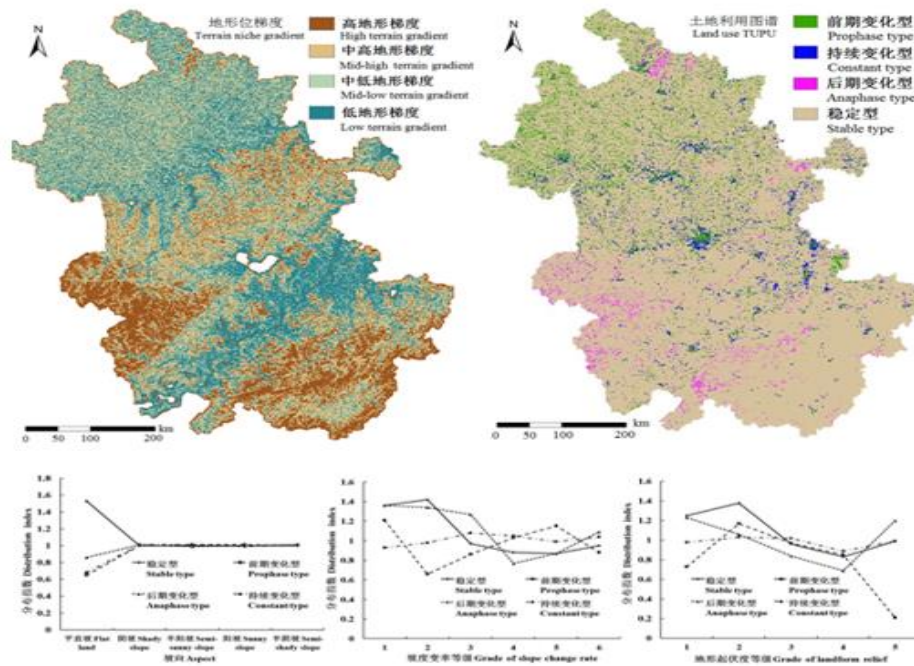 地形位梯度
Terrain niche gradient
高地形梯度
High terrain gradient
中高地形梯度
Mid-high terrain gradient
中低地形梯度
Mid-low terrain gradient
低地形梯度
Low terrain gradient
N
km
0 50 100 200
土地利用图谱
Land use TUPU
前期变化型
Prophase type
持续变化型
Constant type
后期变化型
Anaphase type
稳定型
Stable type
N
km
0 50 100 200
分布指数 Distribution index
1.8
1.6
1.4
1.2
1
0.8
0.6
0.4
0.2
0
稳定型
Stable type
前期变化型
Prophase type
后期变化型
Anaphase type
持续变化型
Constant type
平直坡 Flat land
阴坡 Shady slope
半阳坡 Semi-sunny slope
阳坡 Sunny slope
半阴坡 Semi-shady slope
坡向 Aspect
分布指数 Distribution index
1.6
1.4
1.2
1
0.8
0.6
0.4
0.2
0
稳定型
Stable type
前期变化型
Prophase type
后期变化型
Anaphase type
持续变化型
Constant type
1 2 3 4 5 6
坡度变率等级 Grade of slope change rate
分布指数 Distribution index
1.6
1.4
1.2
1
0.8
0.6
0.4
0.2
0
稳定型
Stable type
前期变化型
Prophase type
后期变化型
Anaphase type
持续变化型
Constant type
1 2 3 4 5
地形起伏度等级 Grade of landform relief